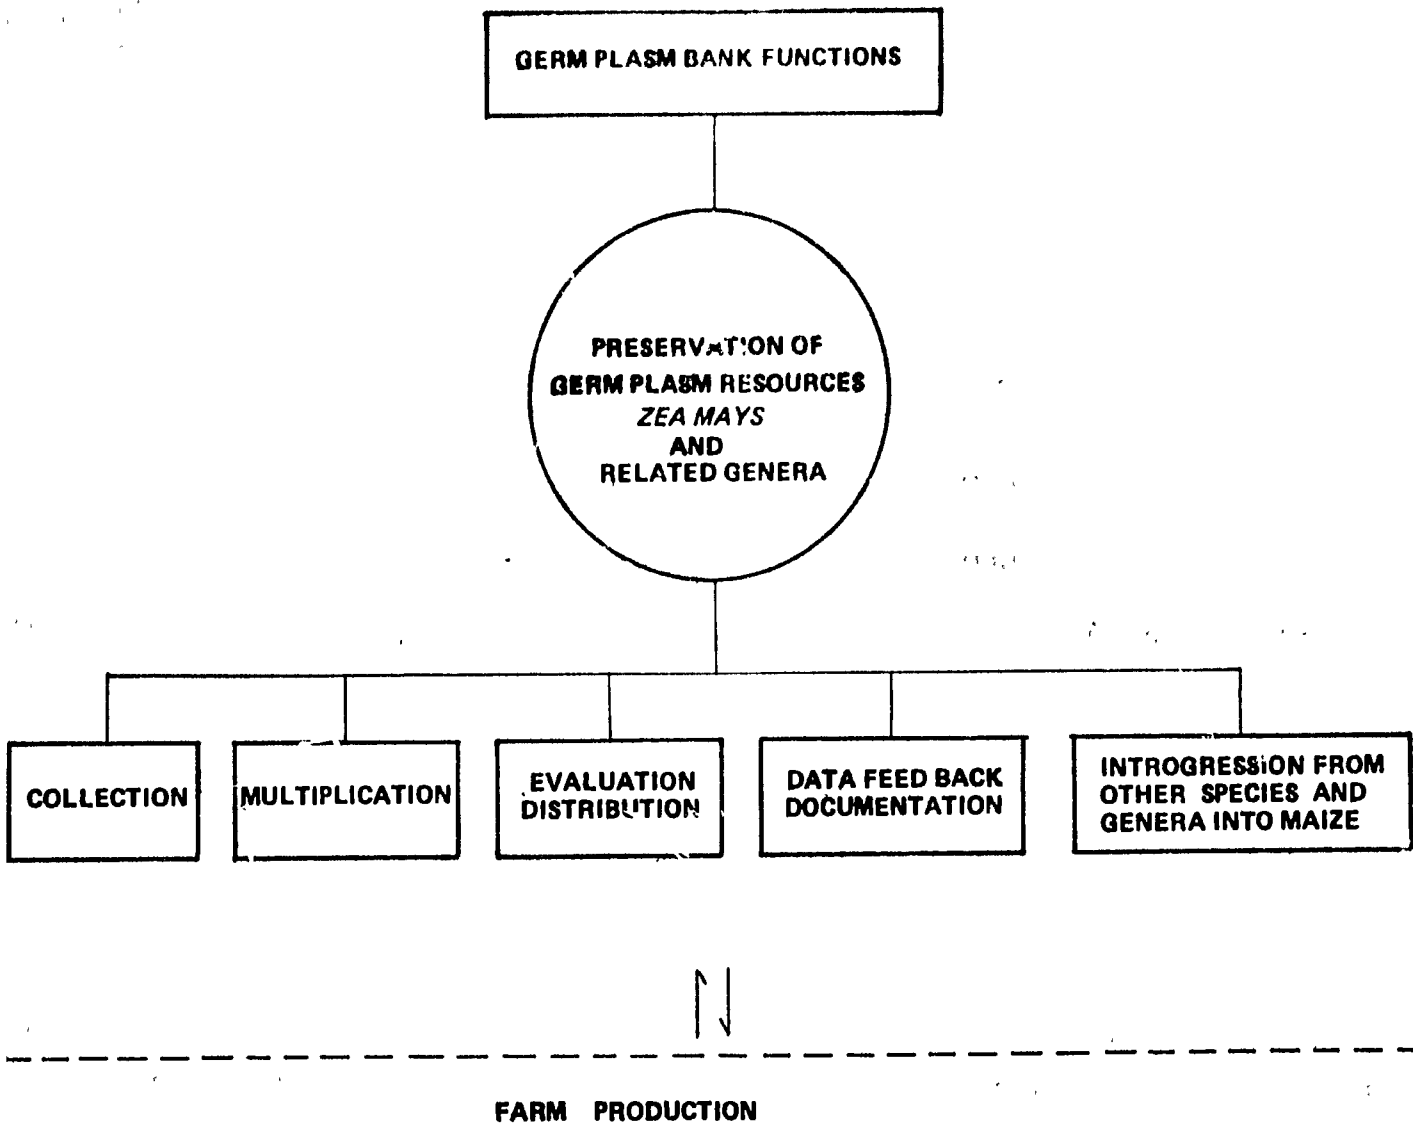 GERM PLASM BANK FUNCTIONS
PRESERVATION OF
GERM PLASM RESOURCES
ZEA MAYS
AND
RELATED GENERA
COLLECTION
MULTIPLICATION
EVALUATION
DISTRIBUTION
DATA FEED BACK
DOCUMENTATION
INTROGRESSION FROM
OTHER SPECIES AND
GENERA INTO MAIZE
FARM PRODUCTION